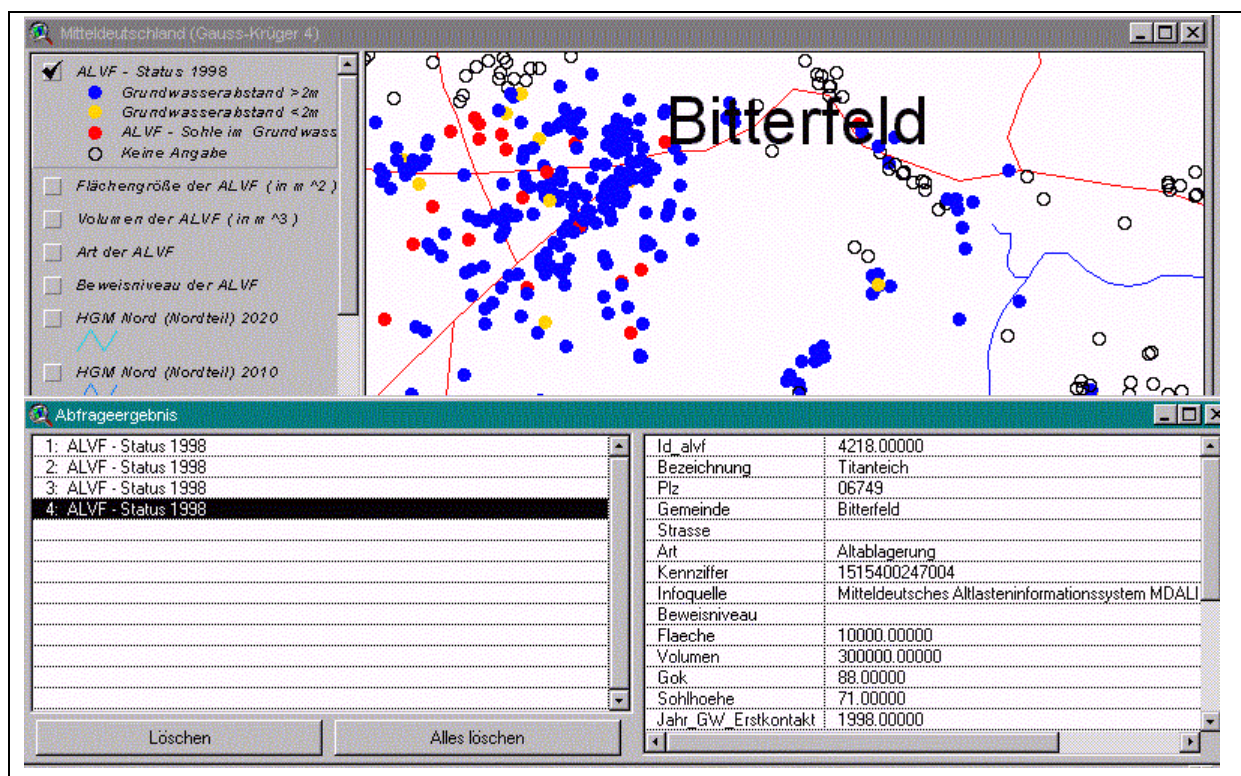 Mitteldeutschland (Gauss-Krüger 4)
ALVF - Status 1998
Grundwasserabstand >2m
Grundwasserabstand <2m
ALVF - Sohle im Grundwass
Keine Angabe
Flächengröße der ALVF (in m ^2)
Volumen der ALVF (in m ^3)
Art der ALVF
Beweisniveau der ALVF
HGM Nord (Nordteil) 2020
HGM Nord (Nordteil) 2010
Bitterfeld
Abfrageergebnis
1: ALVF - Status 1998
2: ALVF - Status 1998
3: ALVF - Status 1998
4: ALVF - Status 1998
Löschen
Alles löschen
Id_alvf 4218.00000
Bezeichnung Titanteich
Plz 06749
Gemeinde Bitterfeld
Strasse
Art Altablagerung
Kennziffer 1515400247004
Infoquelle Mitteldeutsches Altlasteninformationssystem MDALI
Beweisniveau
Flaeche 10000.00000
Volumen 300000.00000
Gok 88.00000
Sohlhoehe 71.00000
Jahr_GW_Erstkontakt 1998.00000